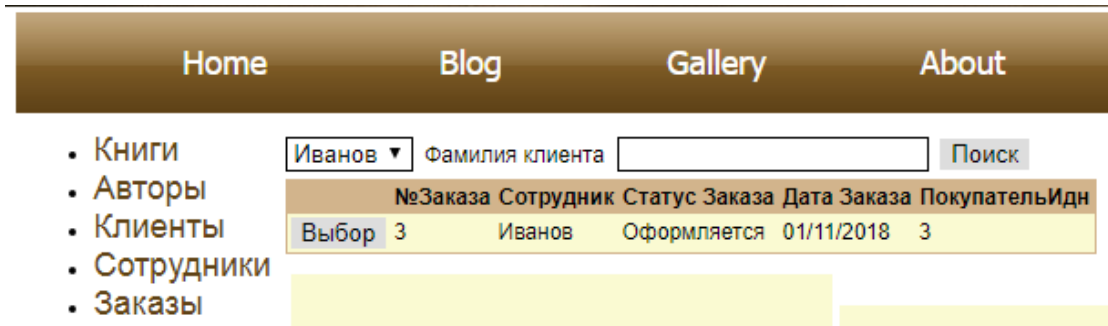 Home Blog Gallery About
Книги
Авторы
Клиенты
Сотрудники
Заказы
Иванов Фамилия клиента Поиск
№Заказа Сотрудник Статус Заказа Дата Заказа ПокупательИдн
Выбор 3 Иванов Оформляется 01/11/2018 3